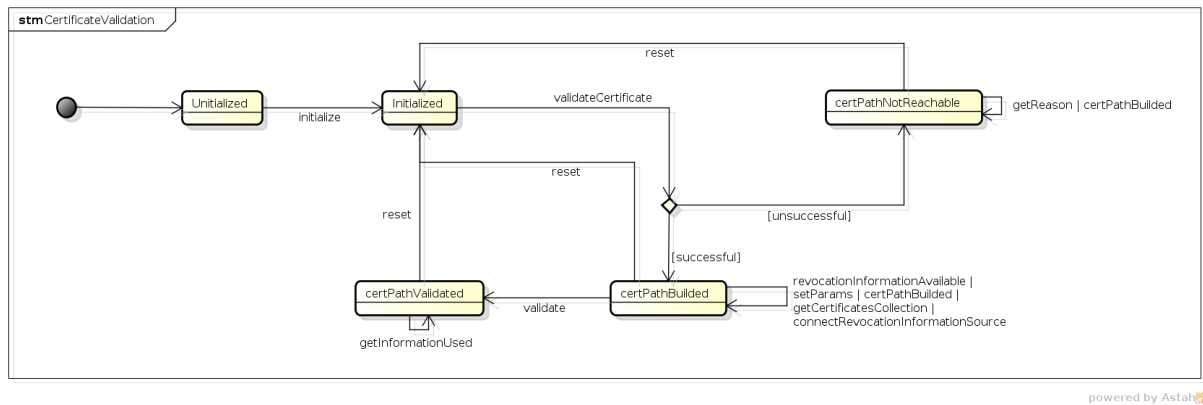 stm CertificateValidation
reset
Unitialized
Initialized
validateCertificate
certPathNotReachable
getReason | certPathBuilded
initialize
reset
reset
[unsuccessful]
[successful]
certPathValidated
certPathBuilded
revocationInformationAvailable |
setParams | certPathBuilded |
getCertificatesCollection |
connectRevocationInformationSource
validate
getInformationUsed
powered by Astah